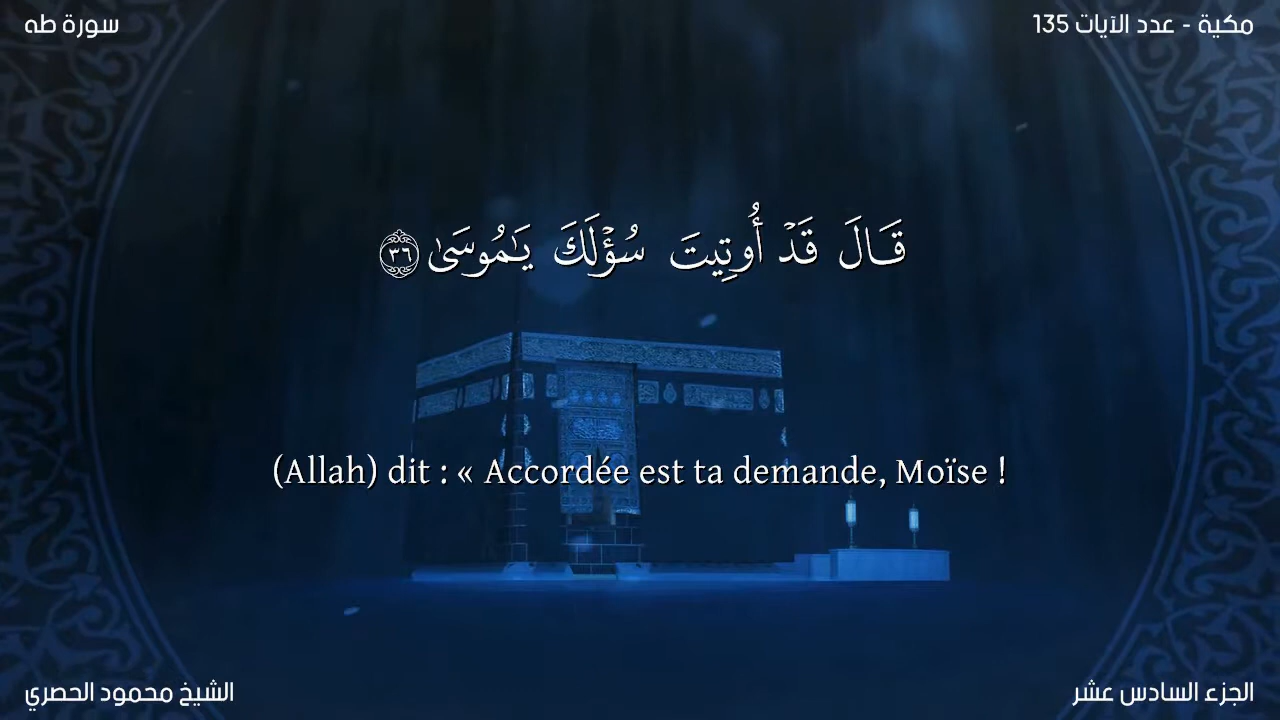 مكية - عدد الآيات 135
سورة طه
قَالَ قَدْ أُوتِيتَ سُؤْلَكَ يَٰمُوسَىٰ ٣٦
(Allah) dit : « Accordée est ta demande, Moïse !
الجزء السادس عشر
الشيخ محمود الحصري